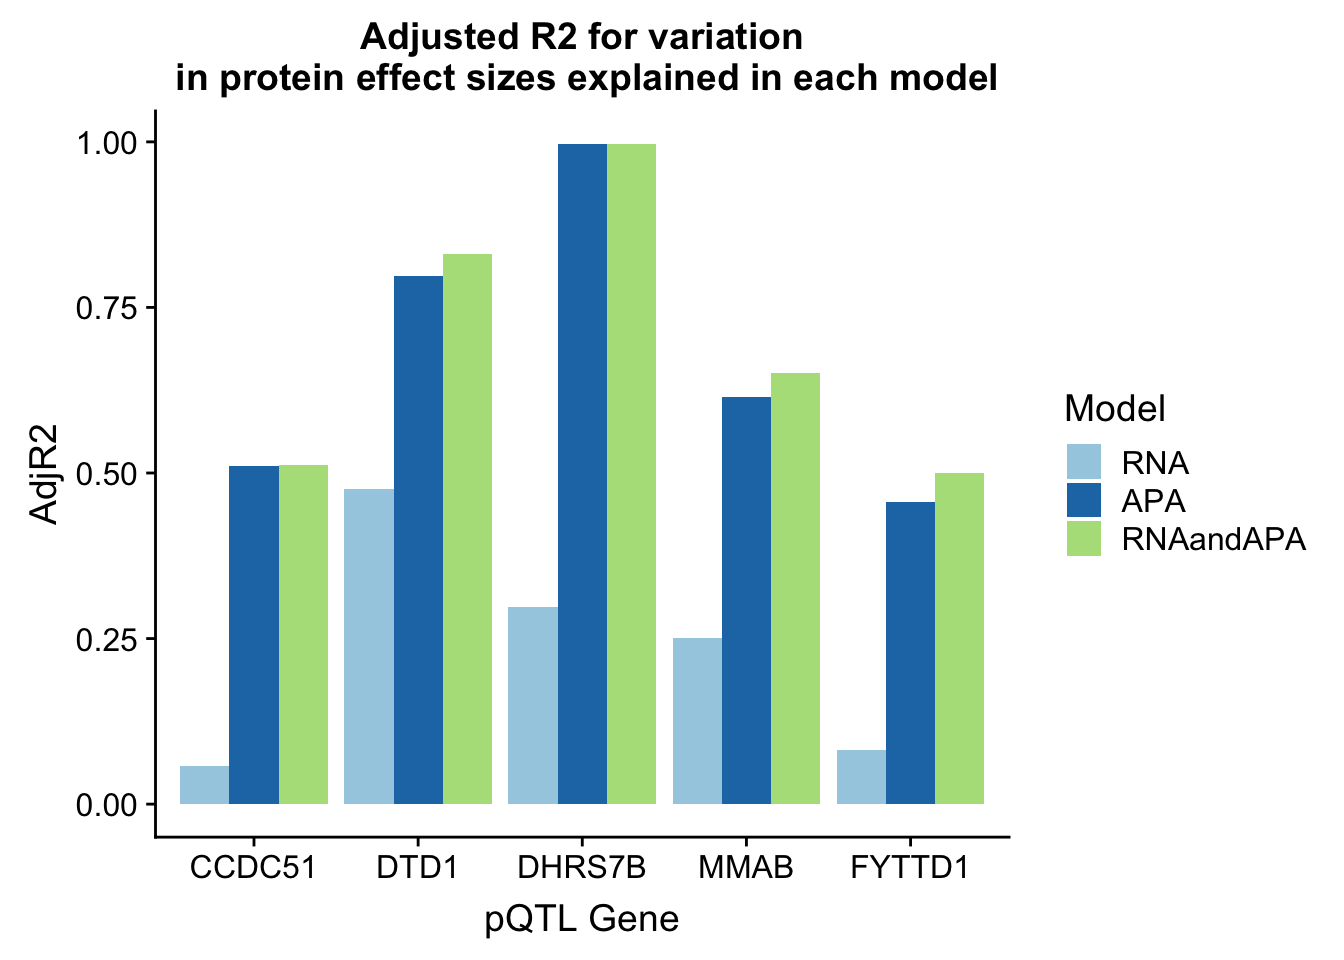 Adjusted R2 for variation
in protein effect sizes explained in each model
1.00
0.75
0.50
0.25
0.00
AdjR2
CCDC51 DTD1 DHRS7B MMAB FYTTD1
pQTL Gene
Model
RNA
APA
RNAandAPA